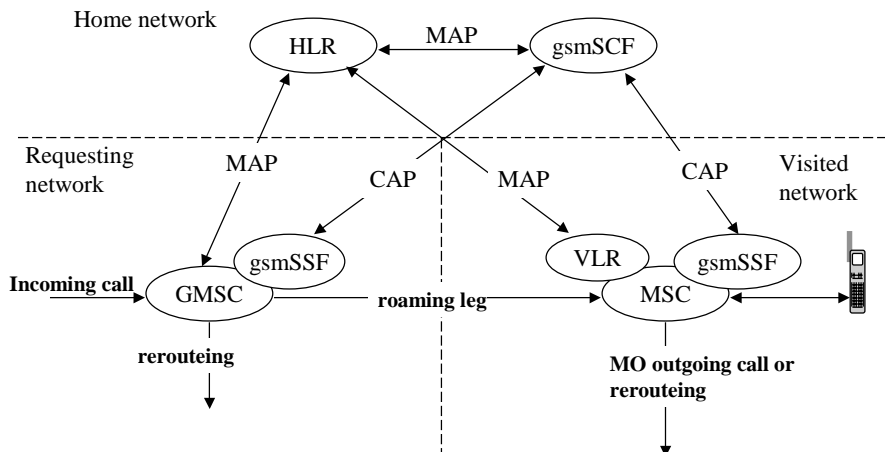 Home network
HLR
MAP
gsmSCF
Requesting
network
MAP
CAP
MAP
CAP
Visited
network
gsmSSF
VLR
gsmSSF
Incoming call
GMSC
roaming leg
MSC
rerouteing
MO outgoing call or
rerouteing